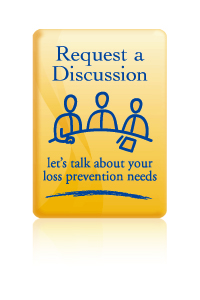 Request a
Discussion
let's talk about your
loss prevention needs